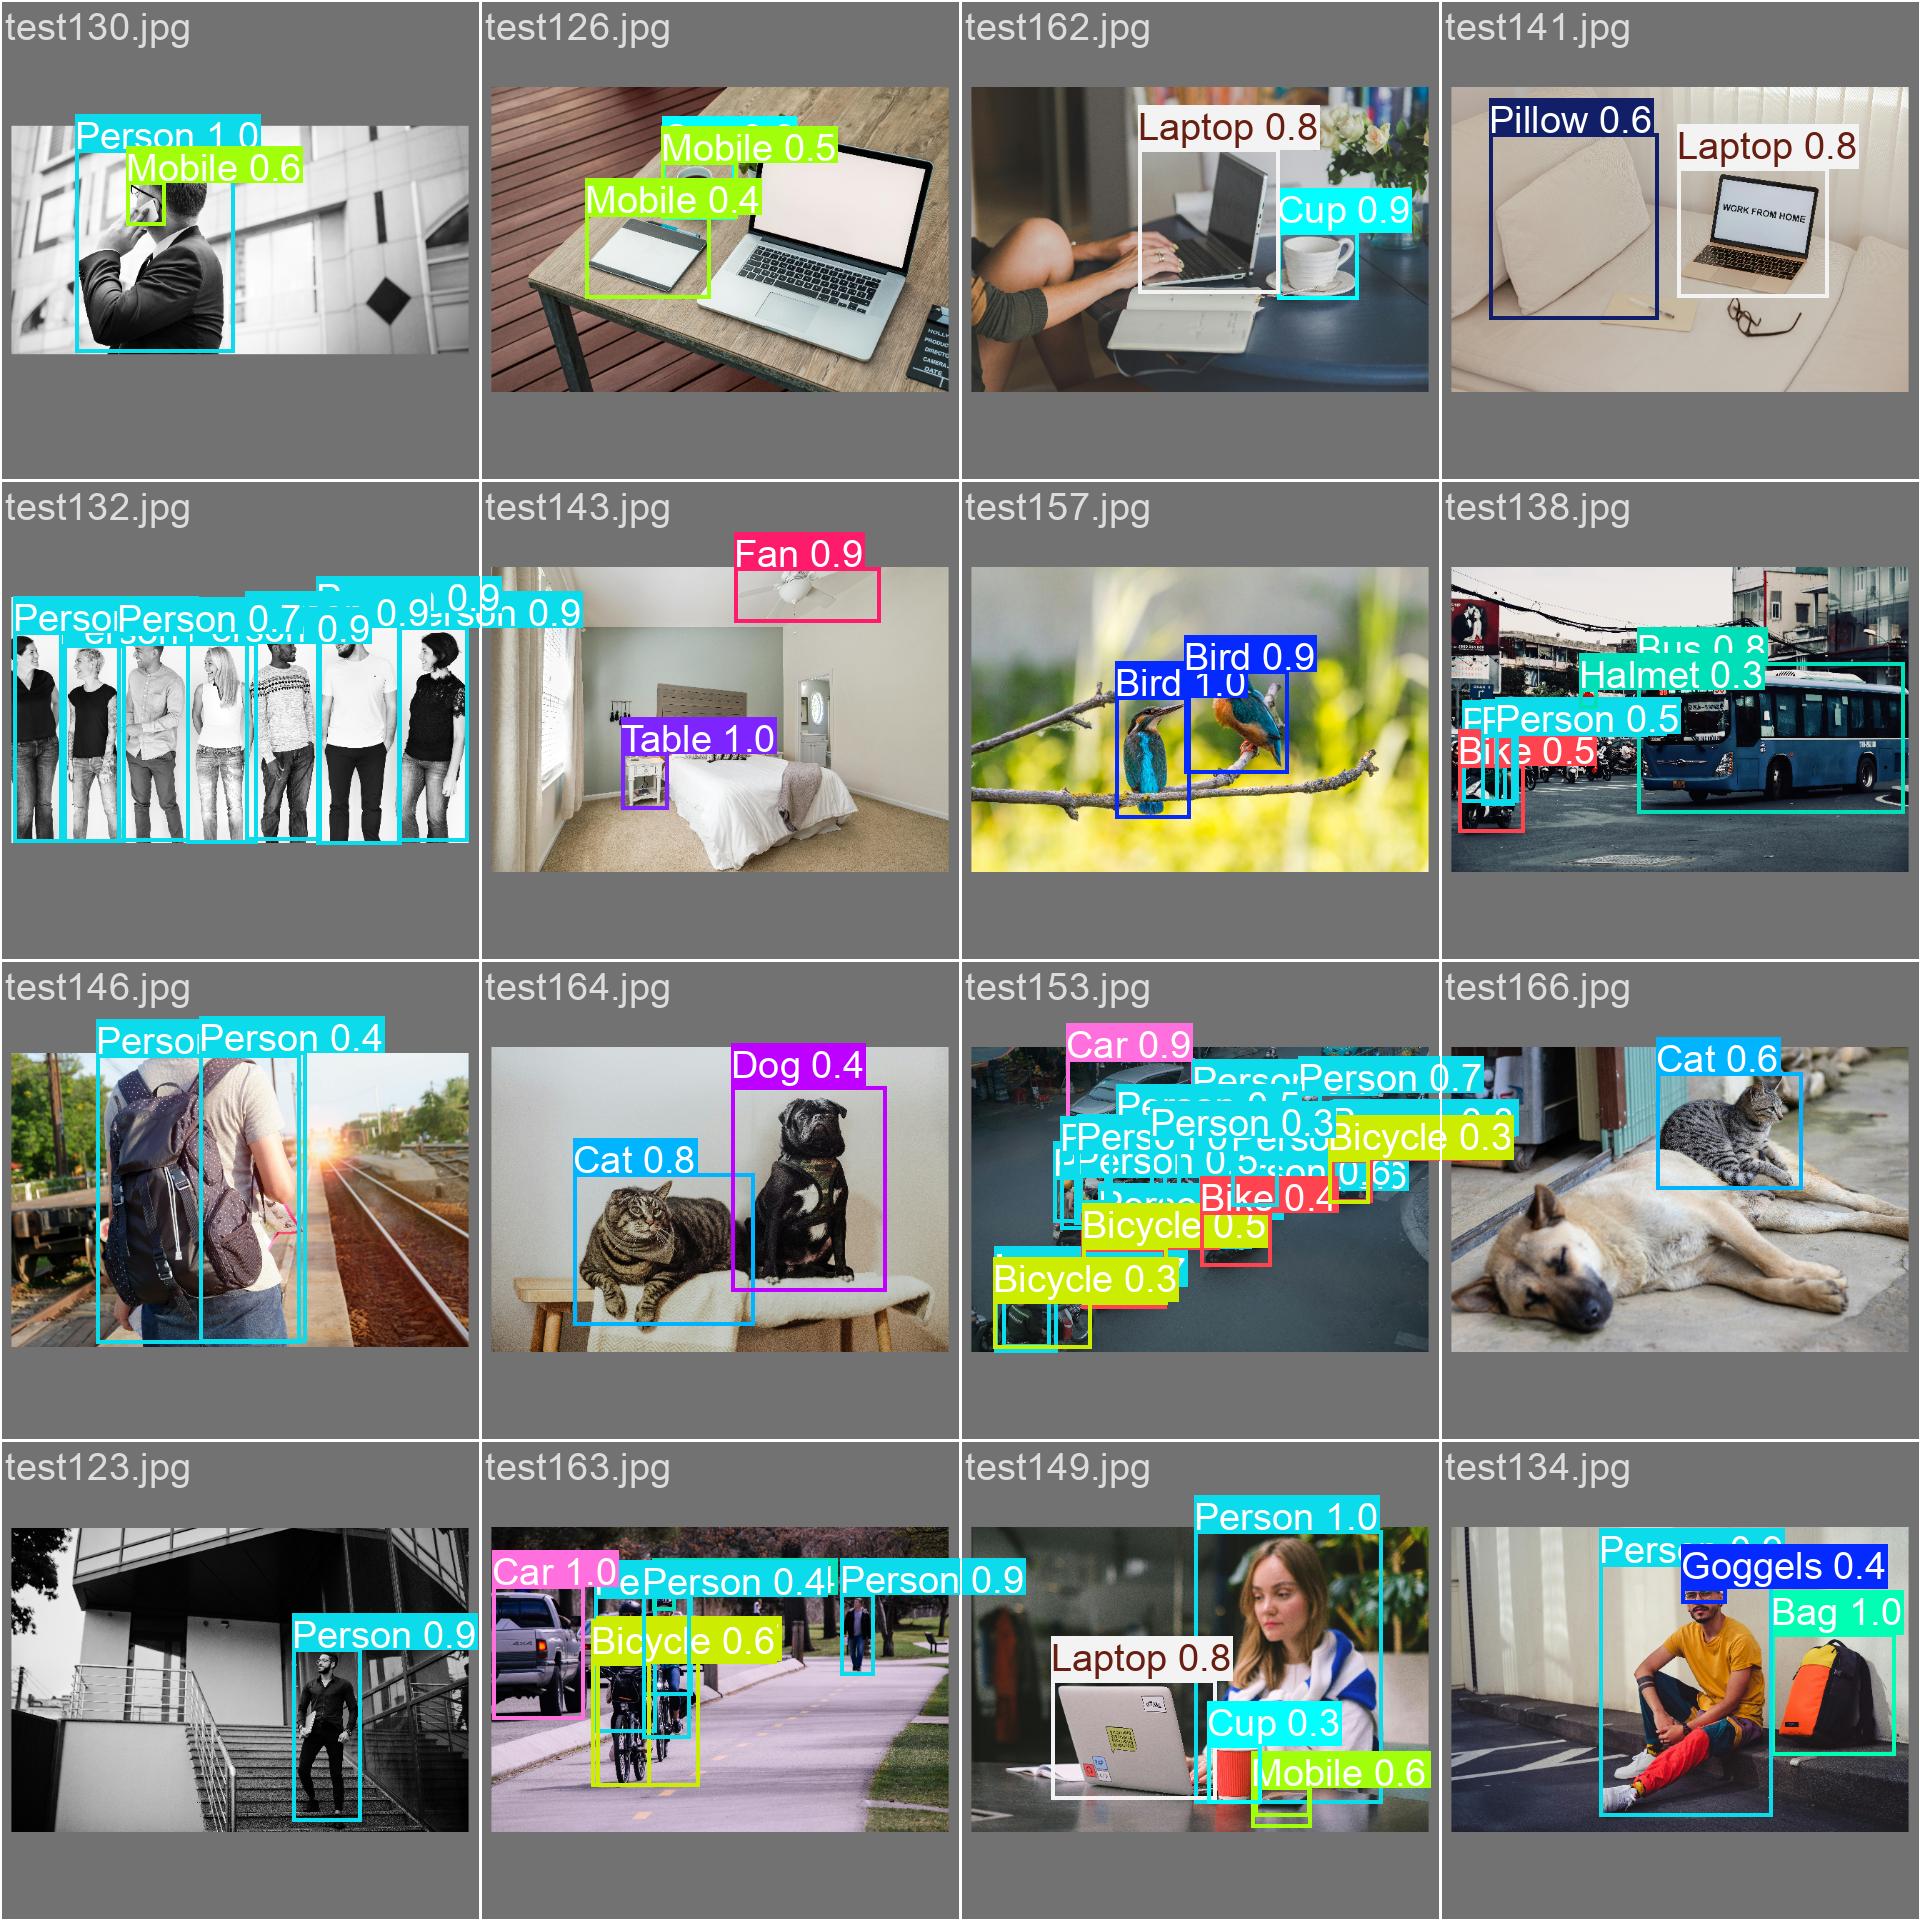 test130.jpg
Person 1.0
Mobile 0.6
test126.jpg
Mobile 0.5
Mobile 0.4
HOLLY
PRODUC
DIRECTO
CAMERA
DATE
test162.jpg
Laptop 0.8
Cup 0.9
test141.jpg
Pillow 0.6
Laptop 0.8
WORK FROM HOME
test132.jpg
Person 0.7
0.9
0.9
0.9
0.9
test143.jpg
Fan 0.9
Table 1.0
test157.jpg
Bird 0.9
Bird 1.0
test138.jpg
Bus 0.8
Halmet 0.3
Person 0.5
Bike 0.5
test146.jpg
Person 0.4
test164.jpg
Dog 0.4
Cat 0.8
test153.jpg
Car 0.9
Person 0.7
Person 0.3
Bicycle 0.3
Person 0.5
Bike 0.4
Bicycle 0.5
Bicycle 0.3
test166.jpg
Cat 0.6
test123.jpg
Person 0.9
test163.jpg
Car 1.0
Person 0.4
Person 0.9
Bicycle 0.6
4X4
test149.jpg
Person 1.0
Laptop 0.8
Cup 0.3
Mobile 0.6
test134.jpg
Goggels 0.4
Bag 1.0